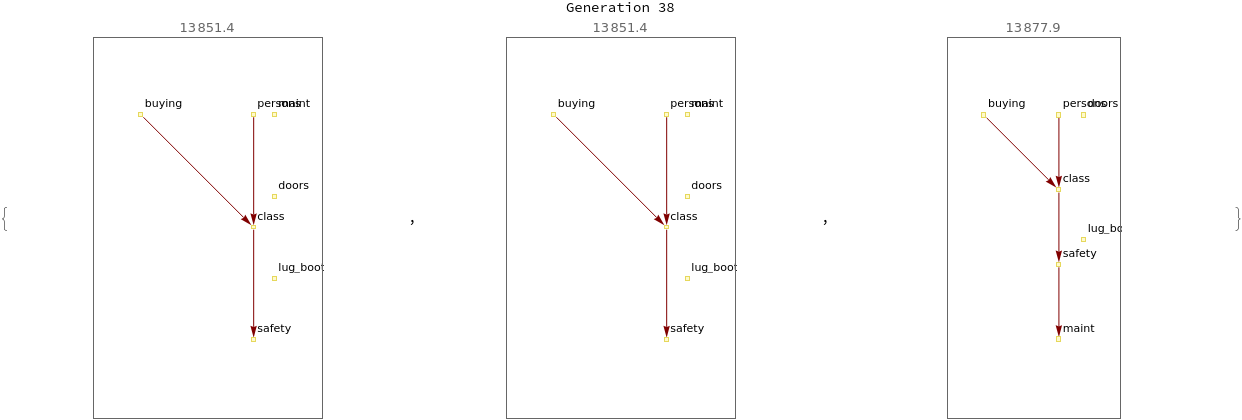 Generation 38
13851.4
buying
persons
maint
doors
class
lug_boot
safety
,
13851.4
buying
persons
maint
doors
class
lug_boot
safety
,
13877.9
buying
persons
doors
class
lug_bo
safety
maint
{
}